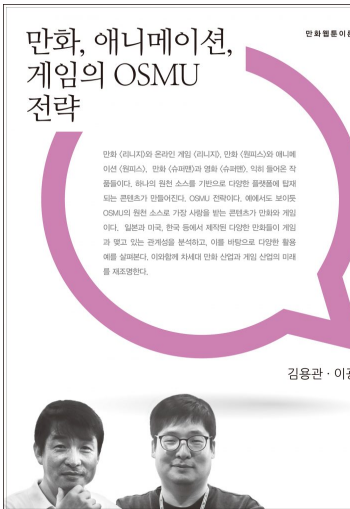 만화, 애니메이션,
게임의 OSMU
전략
만화웹툰이론
만화 〈리니지〉와 온라인 게임 〈리니지〉, 만화 〈원피스〉와 애니메
이션 〈원피스〉, 만화 〈슈퍼맨〉과 영화 〈슈퍼맨〉, 익히 들어온 작
품들이다. 하나의 원천 소스를 기반으로 다양한 플랫폼에 탑재
되는 콘텐츠가 만들어진다. OSMU 전략이다. 예에서도 보이듯
OSMU의 원천 소스로 가장 사랑을 받는 콘텐츠가 만화와 게임
이다. 일본과 미국, 한국 등에서 제작된 다양한 만화들이 게임
과 맺고 있는 관계성을 분석하고, 이를 바탕으로 다양한 활용
예를 살펴본다. 이와함께 차세대 만화 산업과 게임 산업의 미래
를 재조명한다.
김용관 · 이